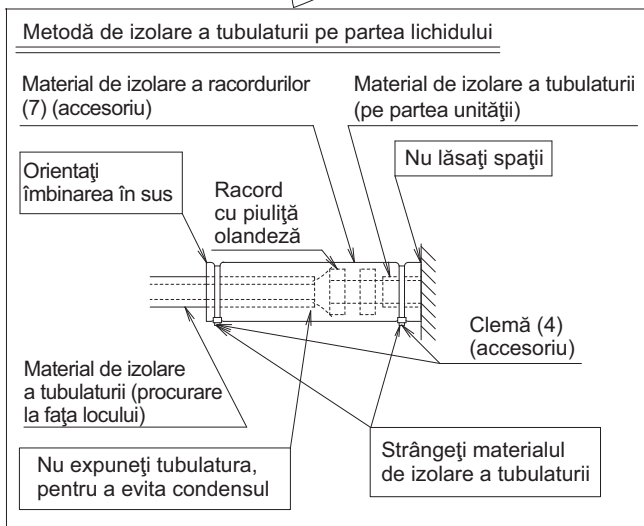 Metodă de izolare a tubulaturii pe partea lichidului
Material de izolare a racordurilor
(7) (accesoriu)
Material de izolare a tubulaturii
(pe partea unităţii)
Orientaţi
îmbinarea în sus
Racord
cu piuliţă
olandeză
Nu lăsaţi spaţii
Clemă (4)
(accesoriu)
Material de izolare
a tubulaturii (procurare
la faţa locului)
Nu expuneţi tubulatura,
pentru a evita condensul
Strângeţi materialul
de izolare a tubulaturii